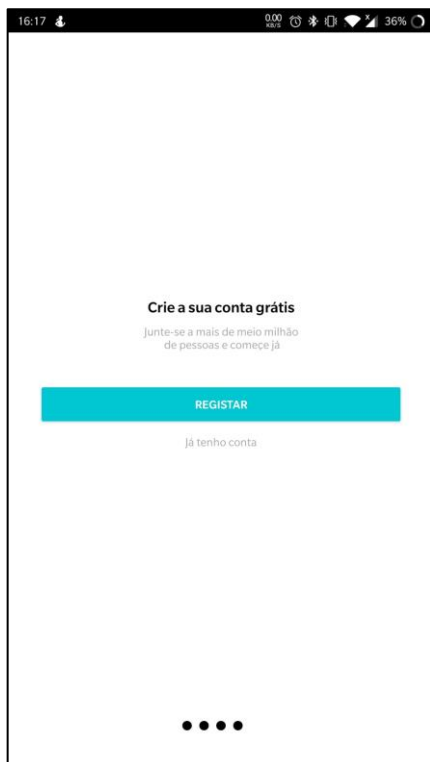 16:17
0.00
KB/S
36%
Crie a sua conta grátis
Junte-se a mais de meio milhão
de pessoas e começe já
REGISTAR
Já tenho conta